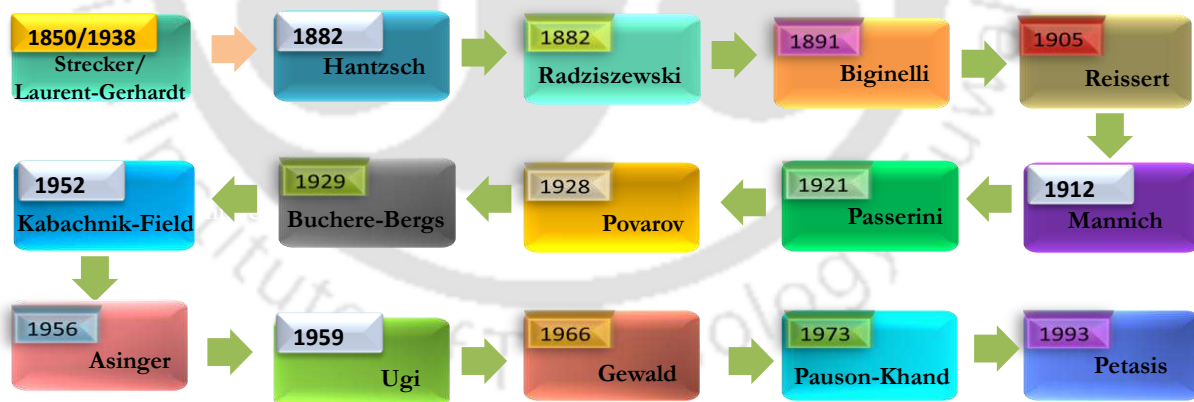 1850/1938
Strecker/
Laurent-Gerhardt
1882
Hantzsch
1882
Radziszewski
1891
Biginelli
1905
Reissert
1912
Mannich
1921
Passerini
1928
Povarov
1929
Buchere-Bergs
1952
Kabachnik-Field
1956
Asinger
1959
Ugi
1966
Gewald
1973
Pauson-Khand
1993
Petasis